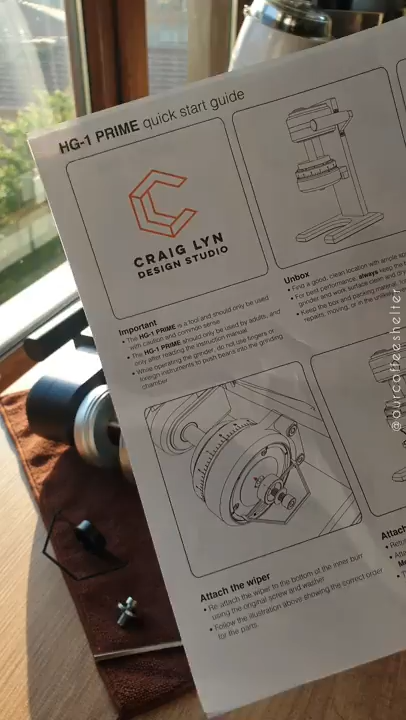 HG-1 PRIME quick start guide
CRAIG LYN
DESIGN STUDIO
Important
• The HG-1 PRIME is a tool and should only be used
with caution and common sense
• The HG-1 PRIME should only be used by adults, and
only after reading the instruction manual
• While operating the grinder, do not use fingers or
foreign instruments to push beans into the grinding
chamber
Unbox
• Find a good, clean location with ample
• For best performance, always keep the
grinder and work surface clean and dry
• Keep the box and packing material
repairs, moving, or in the unlikely
Attach the wiper
• Re attach the wiper to the bottom of the inner burr
using the original screw and washer
• Follow the illustration above showing the correct order
for the parts
Attach
@ourcoffeeshelter